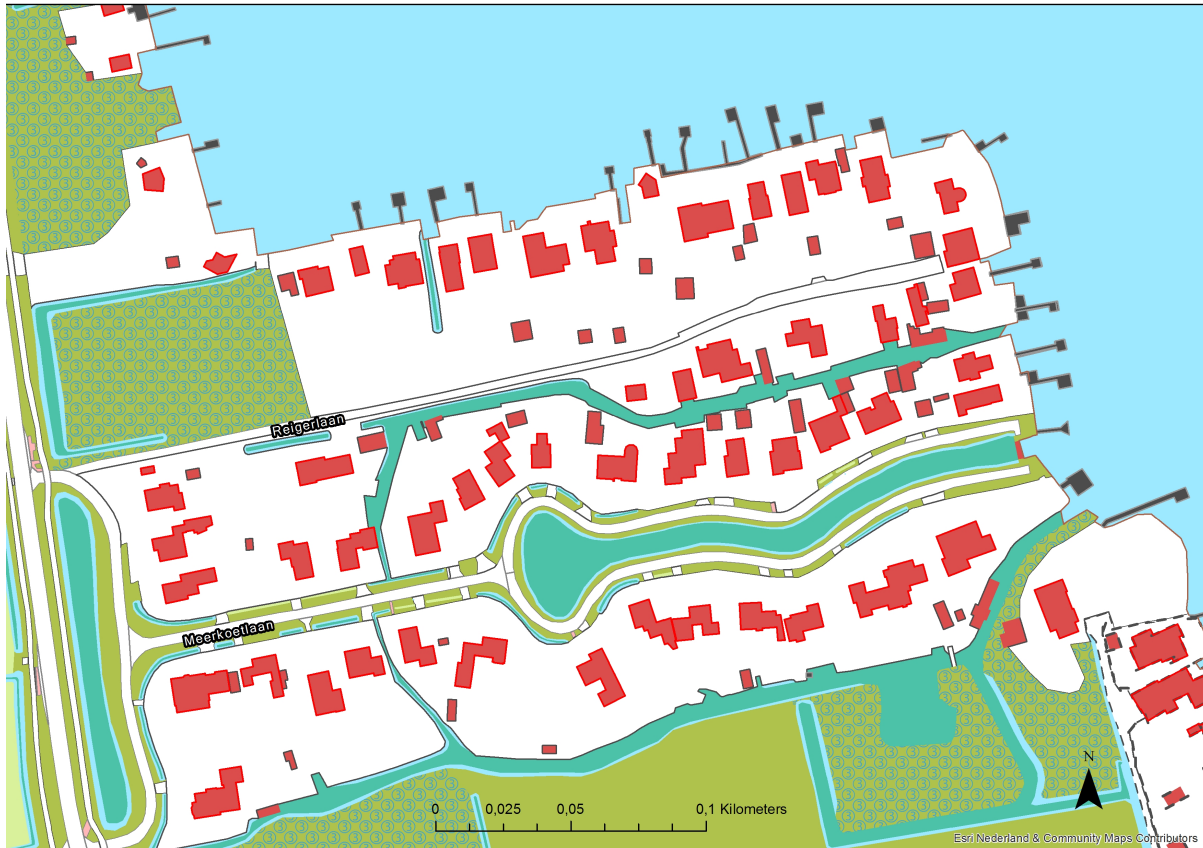 Reigerlaan
Meerkoetlaan
N
0 0,025 0,05 0,1 Kilometers
Esri Nederland & Community Maps Contributors